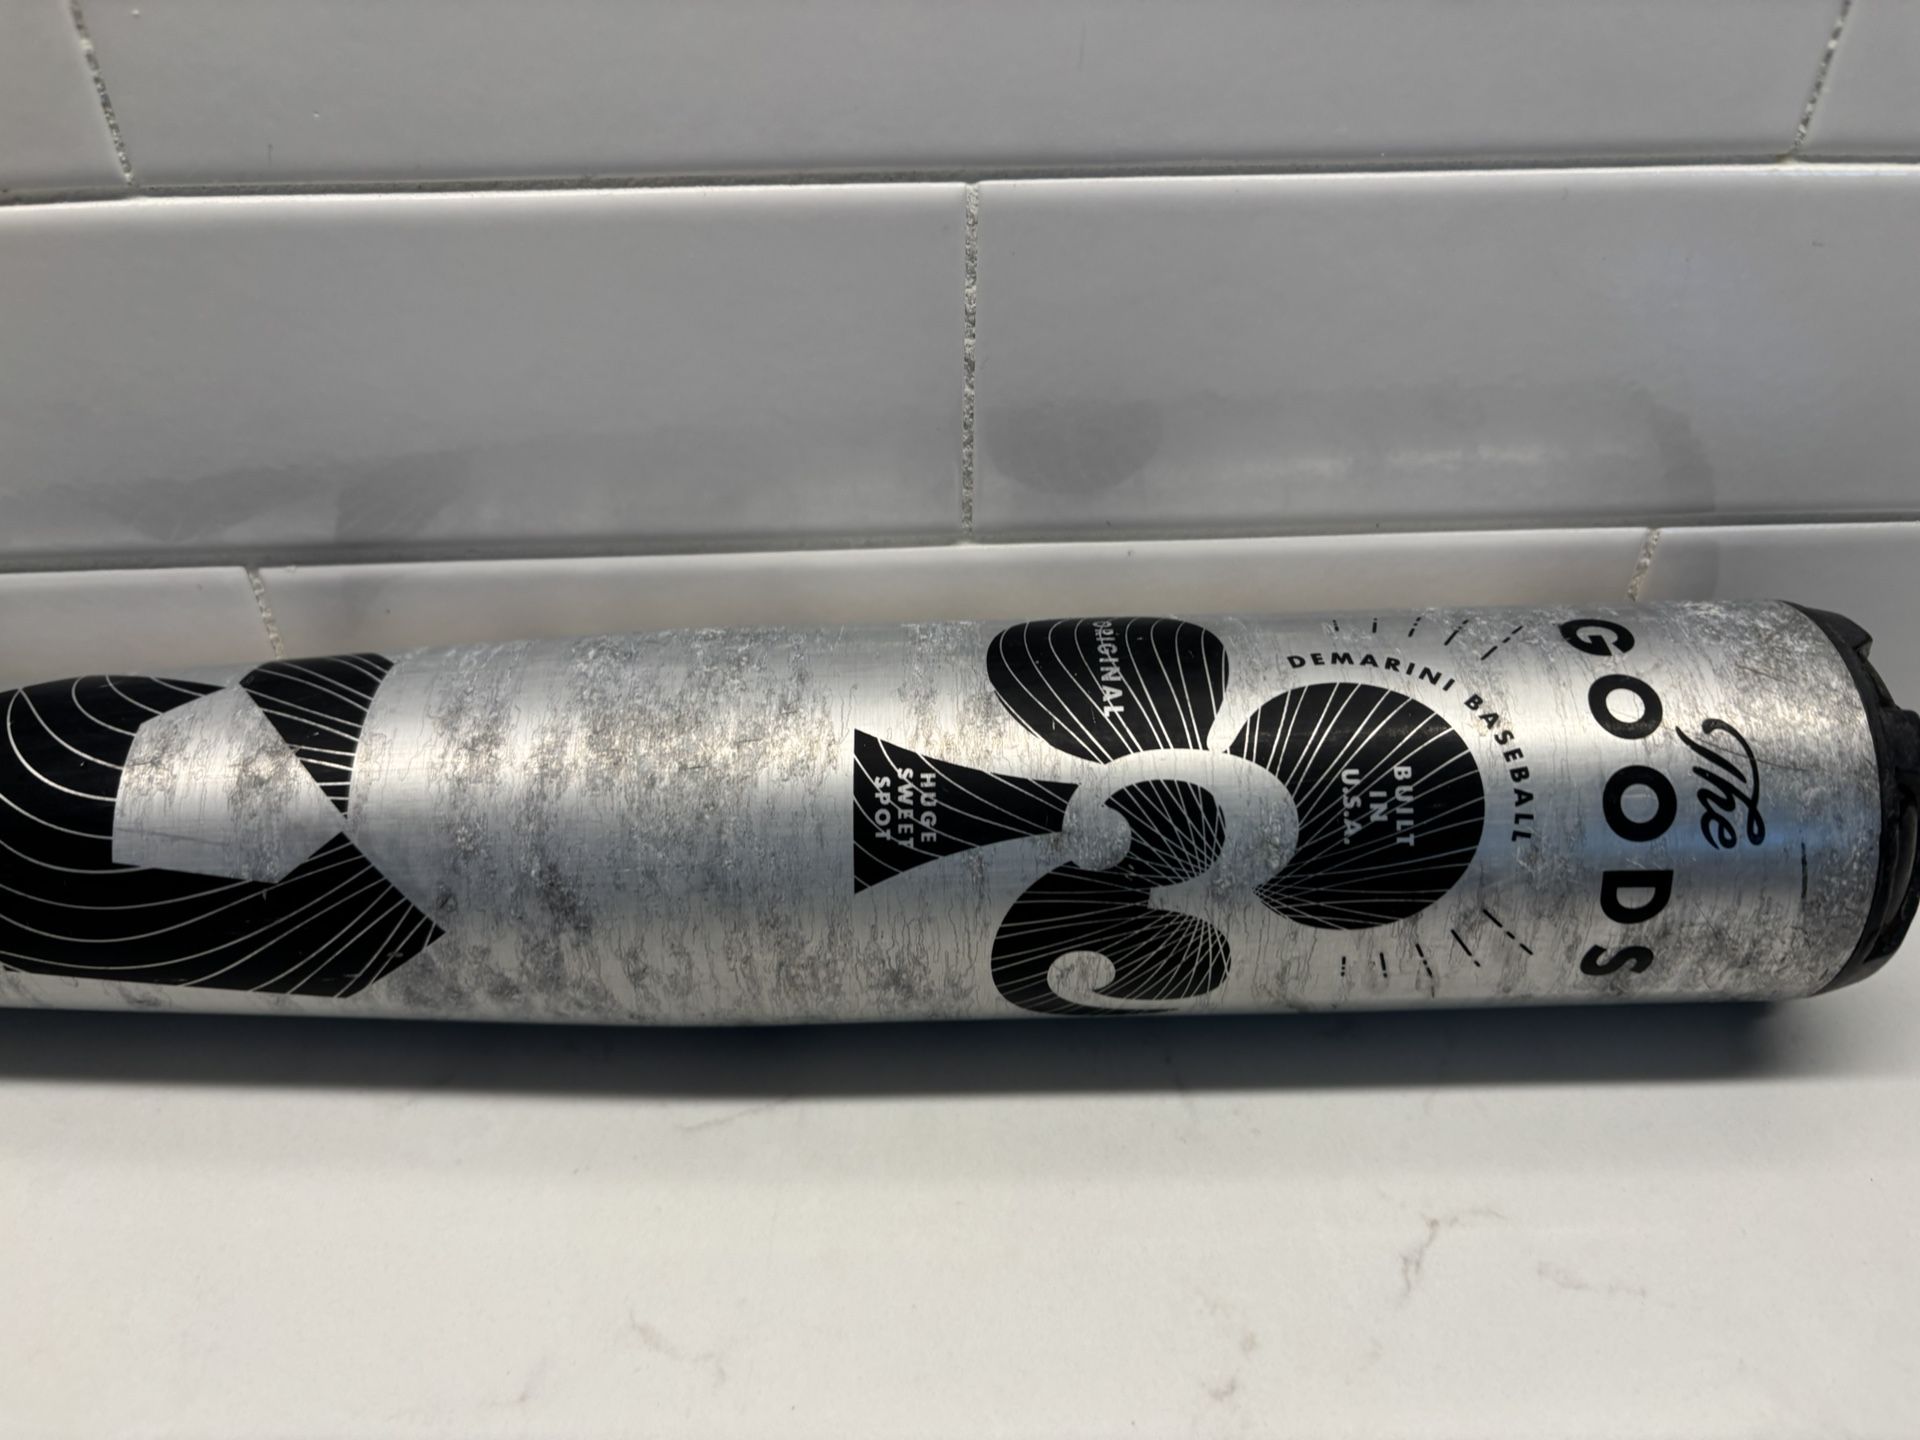 The
GOODS
DEMARINI BASEBALL
BUILT
IN
U.S.A.
ORIGINAL
HUGE
SWEET
SPOT